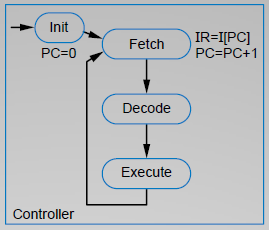 Init
PC=0
Fetch
IR=I[PC]
PC=PC+1
Decode
Execute
Controller